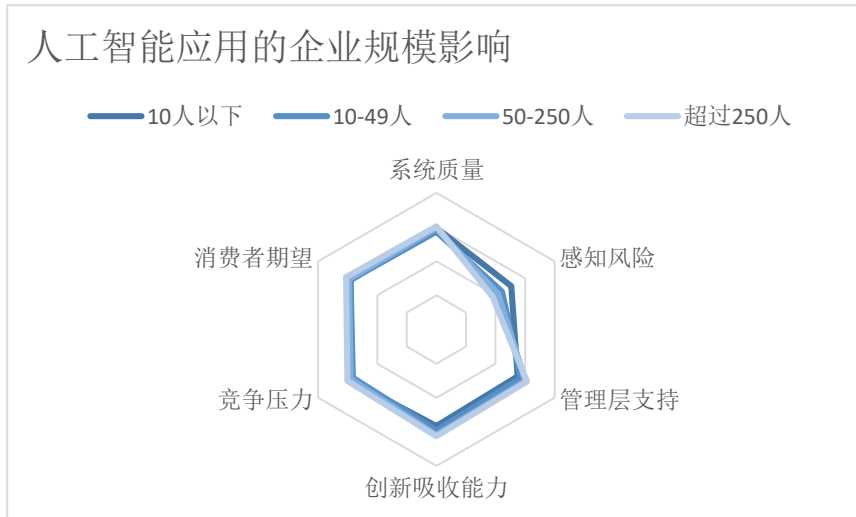 人工智能应用的企业规模影响
10人以下 10-49人 50-250人 超过250人
系统质量
消费者期望 感知风险
竞争压力 管理层支持
创新吸收能力